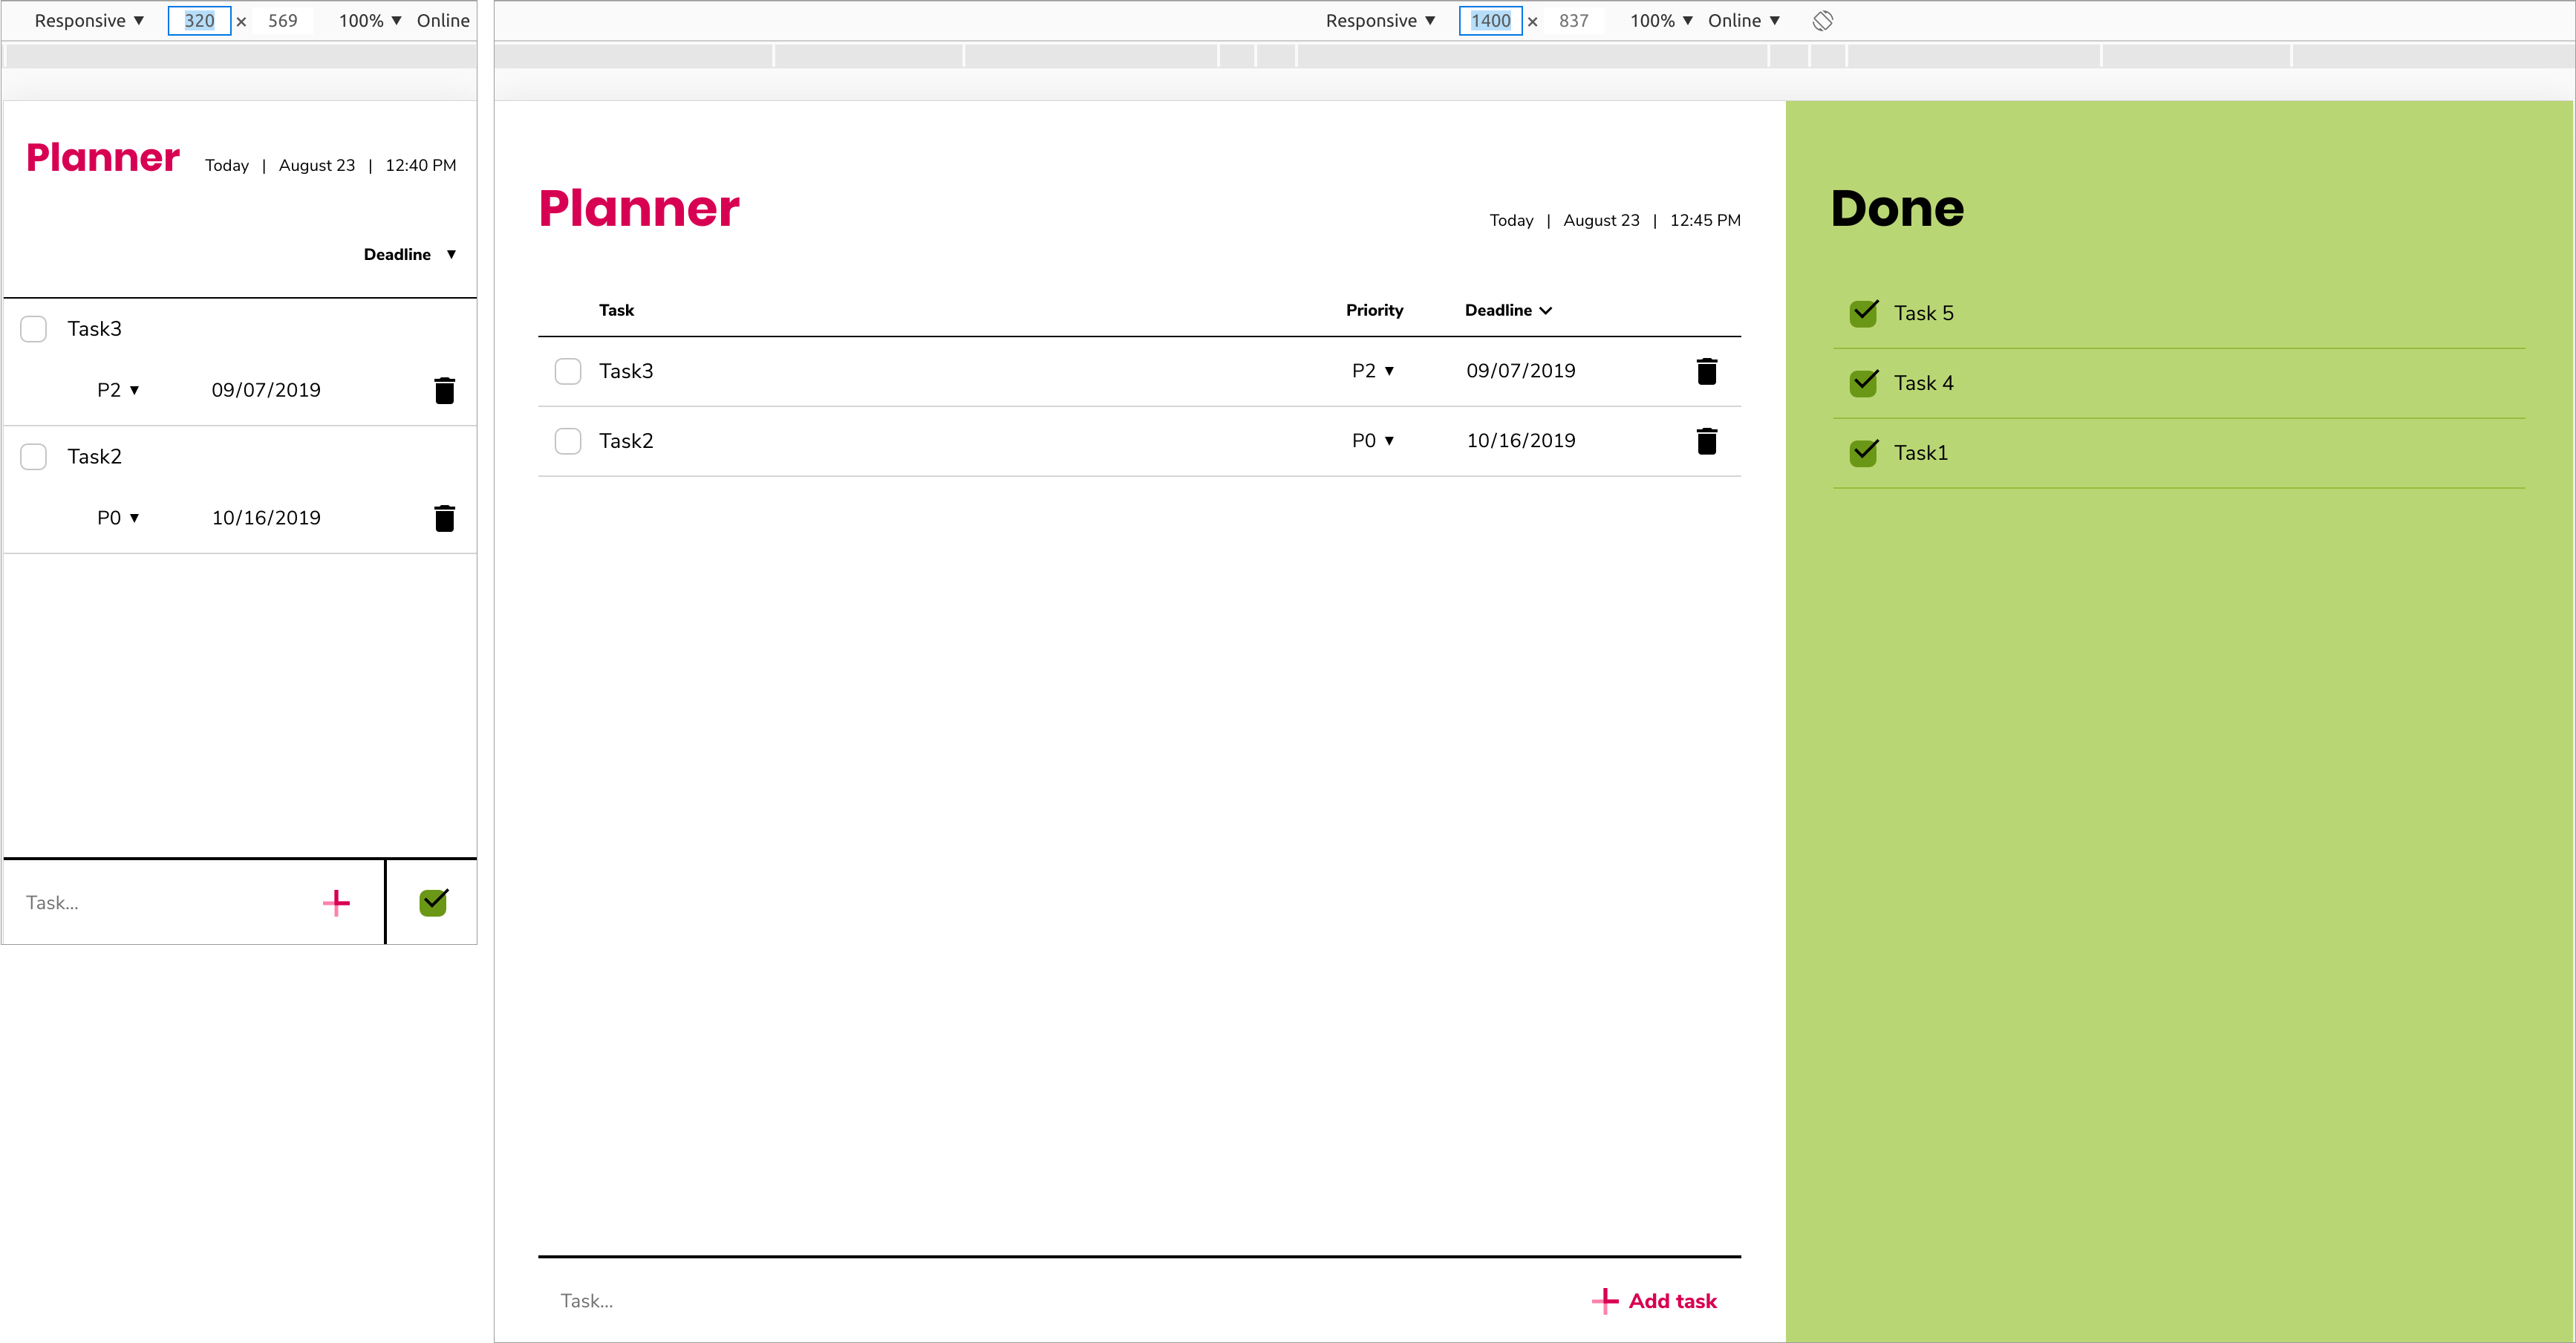 Responsive ▼ 320 × 569 100% ▼ Online
Planner Today | August 23 | 12:40 PM
Deadline ▼
Task3
P2 ▼ 09/07/2019
Task2
P0 ▼ 10/16/2019
Task...
Responsive ▼ 1400 × 837 100% ▼ Online ▼
Planner Today | August 23 | 12:45 PM
Task Priority Deadline
Task3 P2 ▼ 09/07/2019
Task2 P0 ▼ 10/16/2019
Task... Add task
Done
Task 5
Task 4
Task1